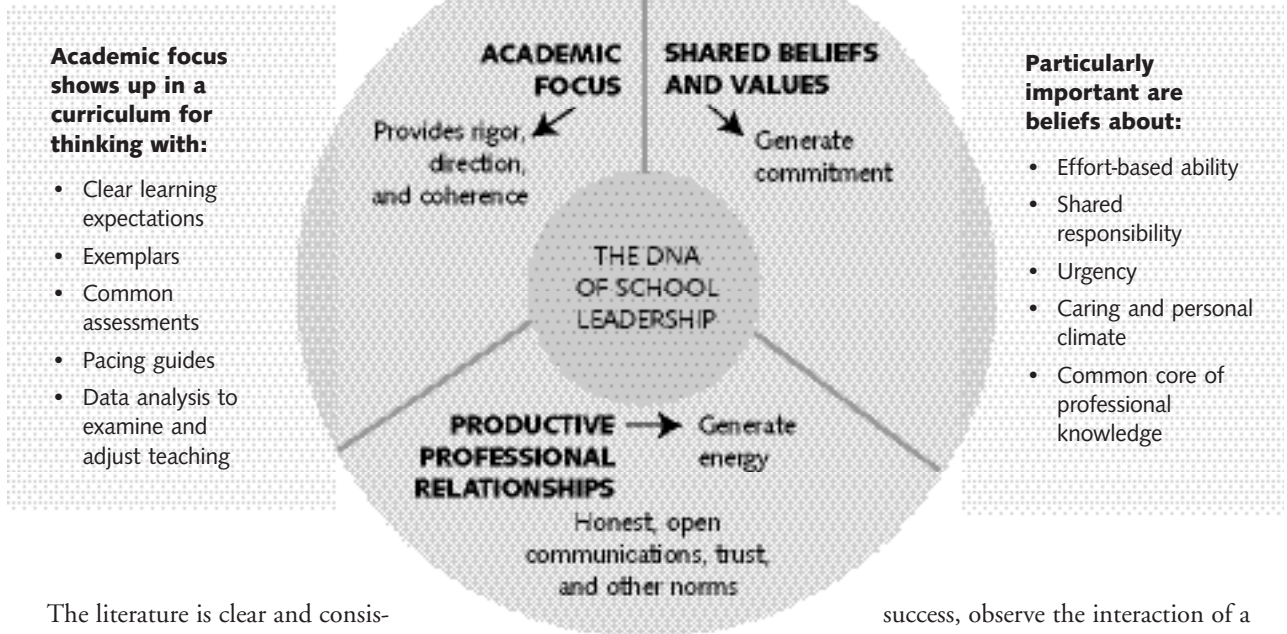 Academic focus
shows up in a
curriculum for
thinking with:
• Clear learning
expectations
• Exemplars
• Common
assessments
• Pacing guides
• Data analysis to
examine and
adjust teaching
ACADEMIC
FOCUS
Provides rigor,
direction,
and coherence
SHARED BELIEFS
AND VALUES
Generate
commitment
THE DNA
OF SCHOOL
LEADERSHIP
PRODUCTIVE
PROFESSIONAL
RELATIONSHIPS
Generate
energy
Honest, open
communications, trust,
and other norms
Particularly
important are
beliefs about:
• Effort-based ability
• Shared
responsibility
• Urgency
• Caring and personal
climate
• Common core of
professional
knowledge
The literature is clear and consis-
success, observe the interaction of a